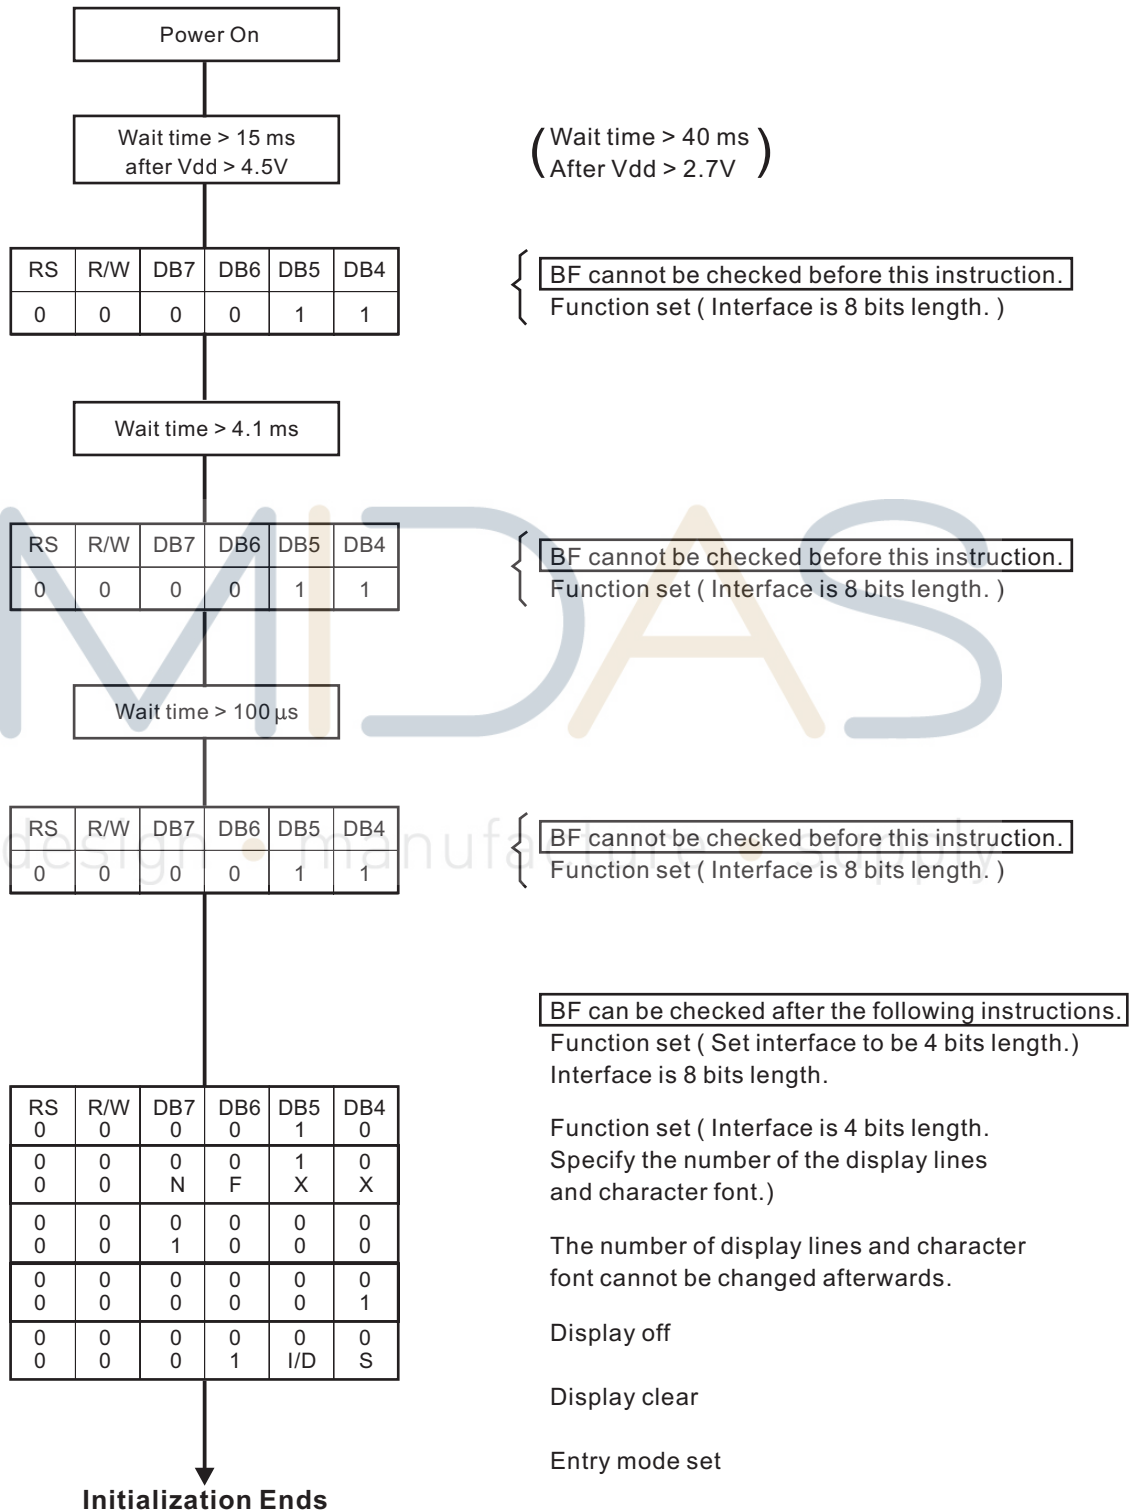 Power On
Wait time > 15 ms
after Vdd > 4.5V
(Wait time > 40 ms)
(After Vdd > 2.7V)
RS R/W DB7 DB6 DB5 DB4
0 0 0 0 1 1
BF cannot be checked before this instruction.
Function set ( Interface is 8 bits length. )
Wait time > 4.1 ms
MIDAS
RS R/W DB7 DB6 DB5 DB4
0 0 0 0 1 1
BF cannot be checked before this instruction.
Function set ( Interface is 8 bits length. )
Wait time > 100 μs
design • manufacture • supply
RS R/W DB7 DB6 DB5 DB4
0 0 0 0 1 1
BF cannot be checked before this instruction.
Function set ( Interface is 8 bits length. )
BF can be checked after the following instructions.
Function set ( Set interface to be 4 bits length.)
Interface is 8 bits length.
RS R/W DB7 DB6 DB5 DB4
0 0 0 0 1 0
0 0 0 0 1 0
0 0 N F X X
0 0 0 0 0 0
0 0 1 0 0 0
0 0 0 0 0 0
0 0 0 0 0 1
0 0 0 0 0 0
0 0 0 1 I/D S
Function set ( Interface is 4 bits length.
Specify the number of the display lines
and character font.)
The number of display lines and character
font cannot be changed afterwards.
Display off
Display clear
Entry mode set
Initialization Ends